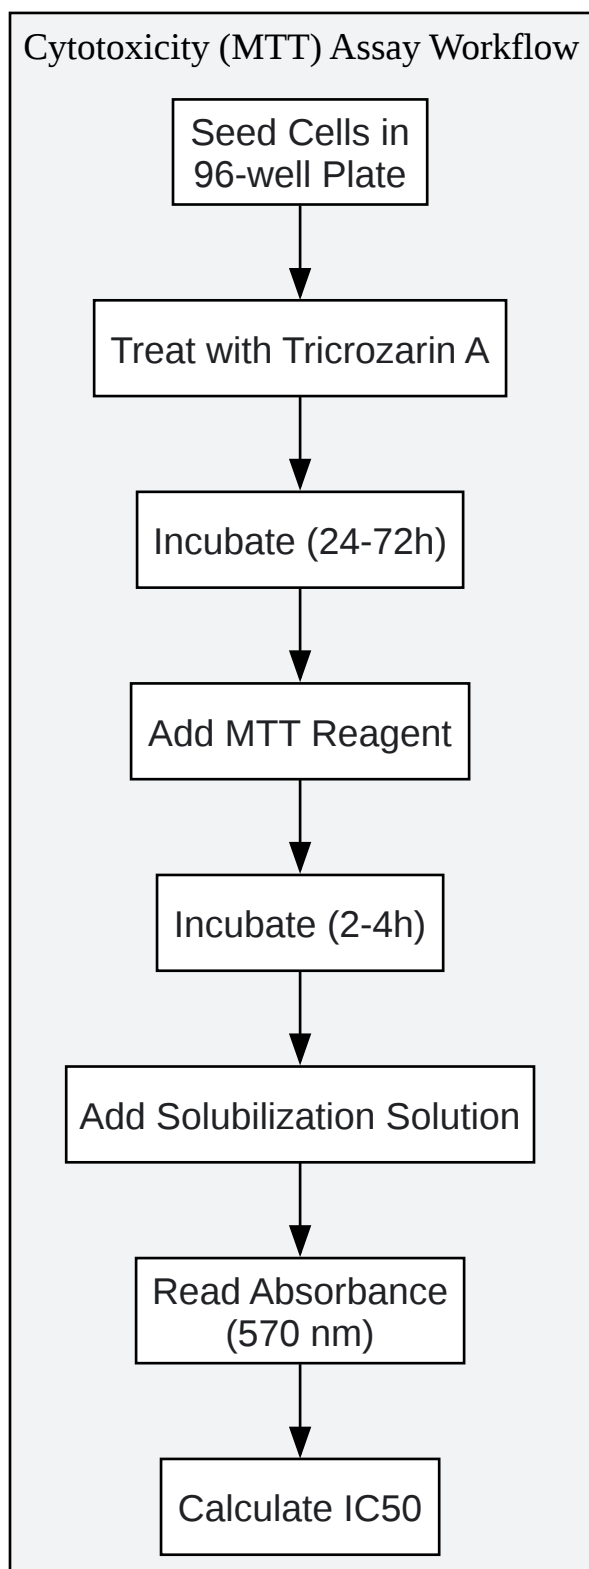 Cytotoxicity (MTT) Assay Workflow
Seed Cells in
96-well Plate
Treat with Tricrozarin A
Incubate (24-72h)
Add MTT Reagent
Incubate (2-4h)
Add Solubilization Solution
Read Absorbance
(570 nm)
Calculate IC50